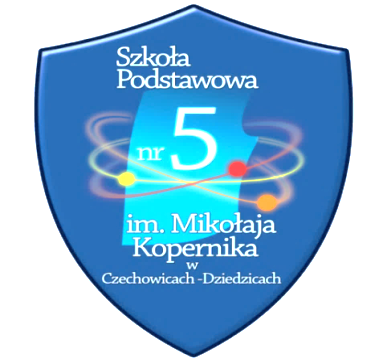 Szkoła
Podstawowa
nr 5
im. Mikołaja
Kopernika
w
Czechowicach -Dziedzicach